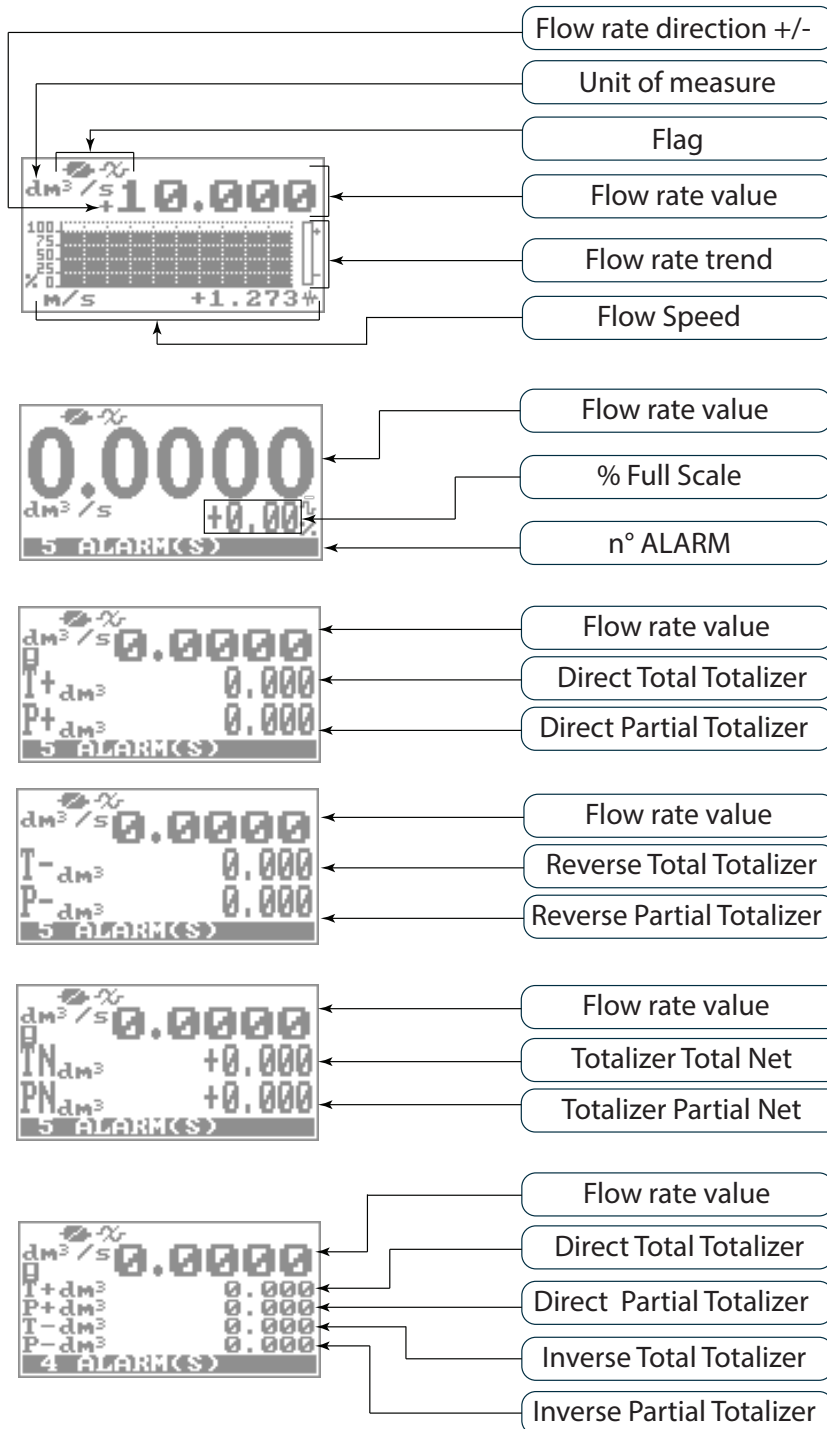 Flow rate direction +/-
Unit of measure
Flag
dm³/s +10.000
Flow rate value
100
75
50
25
% 0
+
-
Flow rate trend
m/s +1.273
Flow Speed
0.0000
Flow rate value
dm³/s +0.00 %
% Full Scale
5 ALARM(S)
n° ALARM
dm³/s 0.0000
Flow rate value
T+ dm³ 0.000
Direct Total Totalizer
P+ dm³ 0.000
Direct Partial Totalizer
5 ALARM(S)
dm³/s 0.0000
Flow rate value
T- dm³ 0.000
Reverse Total Totalizer
P- dm³ 0.000
Reverse Partial Totalizer
5 ALARM(S)
dm³/s 0.0000
Flow rate value
TN dm³ +0.000
Totalizer Total Net
PN dm³ +0.000
Totalizer Partial Net
5 ALARM(S)
Flow rate value
dm³/s 0.0000
Direct Total Totalizer
T+dm³ 0.000
P+dm³ 0.000
Direct Partial Totalizer
T-dm³ 0.000
P-dm³ 0.000
Inverse Total Totalizer
4 ALARM(S)
Inverse Partial Totalizer